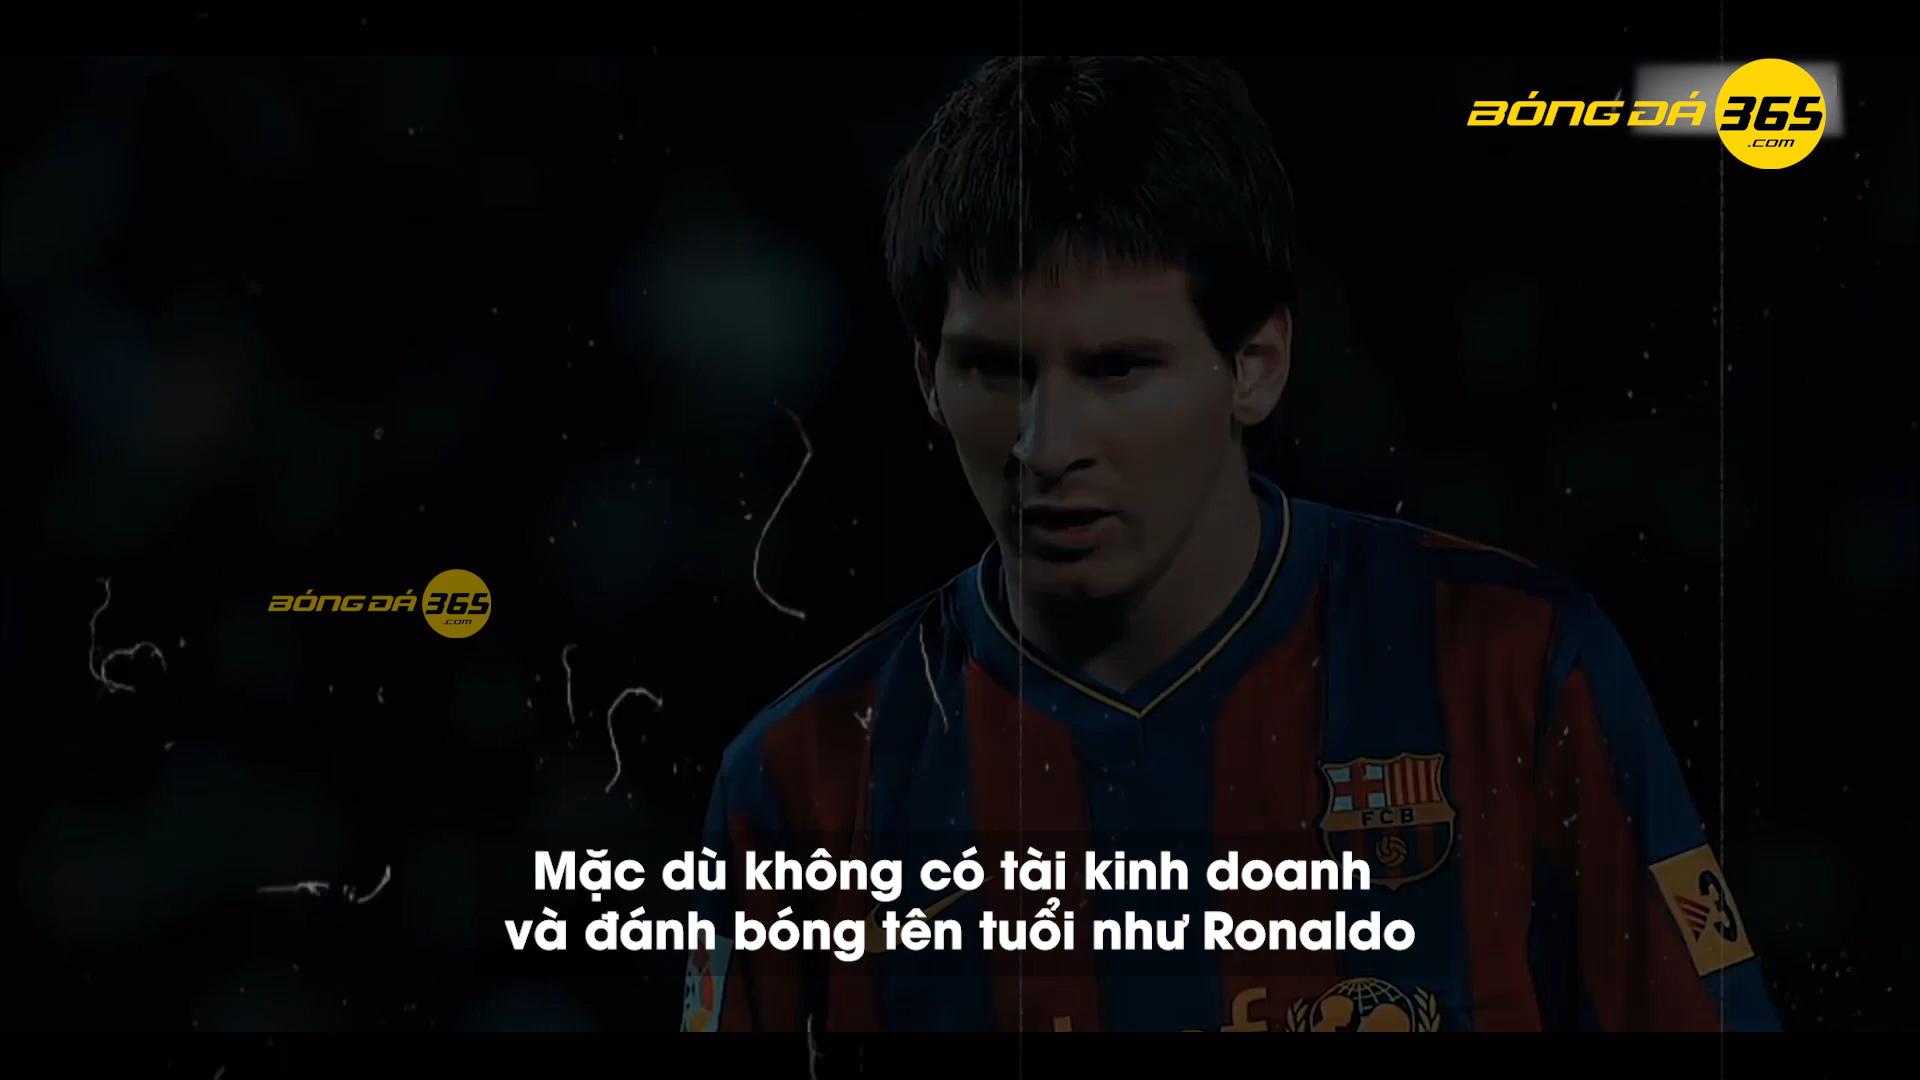 BÓNG ĐÁ 365
.COM
BÓNG ĐÁ 365
.COM
FCB
3
Mặc dù không có tài kinh doanh
và đánh bóng tên tuổi như Ronaldo